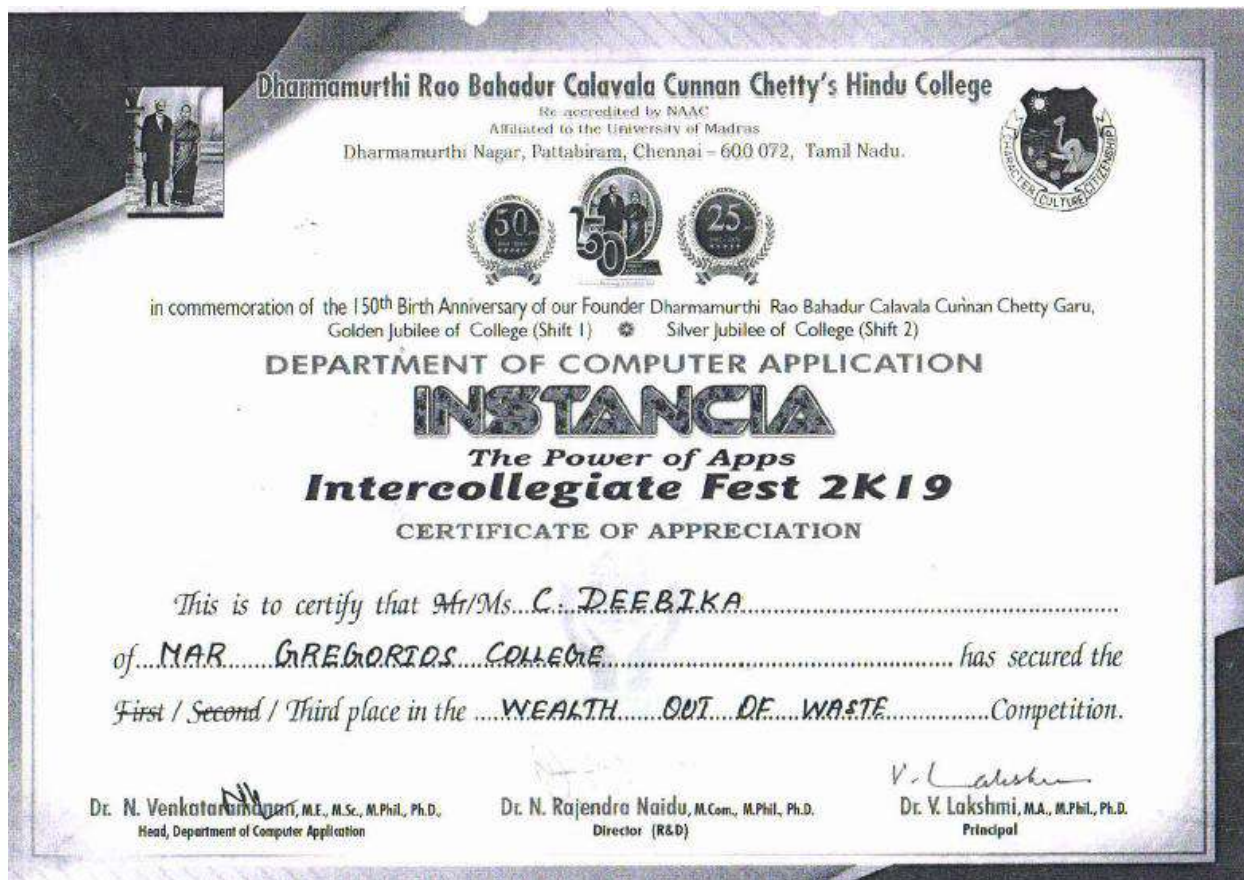 Dharmamurthi Rao Bahadur Calavala Cunnan Chetty's Hindu College
Re accredited by NAAC
Affiliated to the University of Madras
Dharmamurthi Nagar, Pattabiram, Chennai – 600 072, Tamil Nadu.
CHARACTER CULTURE CITIZENSHIP
50
150
25
in commemoration of the 150th Birth Anniversary of our Founder Dharmamurthi Rao Bahadur Calavala Cunnan Chetty Garu,
Golden Jubilee of College (Shift 1) Silver Jubilee of College (Shift 2)
DEPARTMENT OF COMPUTER APPLICATION
INSTANCIA
The Power of Apps
Intercollegiate Fest 2K19
CERTIFICATE OF APPRECIATION
This is to certify that Mr/Ms. C. DEEBIKA
of MAR GREGORIOS COLLEGE has secured the
First / Second / Third place in the WEALTH OUT OF WASTE Competition.
V. Lakshmi
Dr. N. Venkataramanan, M.E., M.Sc., M.Phil., Ph.D., Dr. N. Rajendra Naidu, M.Com., M.Phil., Ph.D. Dr. V. Lakshmi, M.A., M.Phil., Ph.D.
Head, Department of Computer Application Director (R&D) Principal